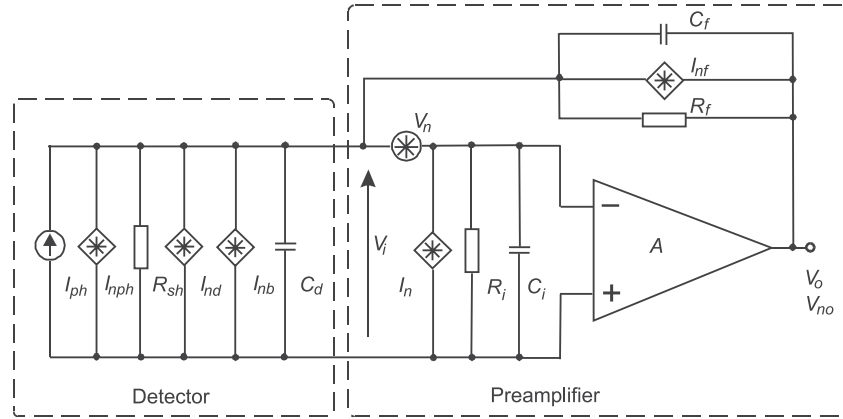 C_f
I_nf
R_f
V_n
V_i
I_ph
I_nph
R_sh
I_nd
I_nb
C_d
I_n
R_i
C_i
−
+
A
V_o
V_no
Detector
Preamplifier